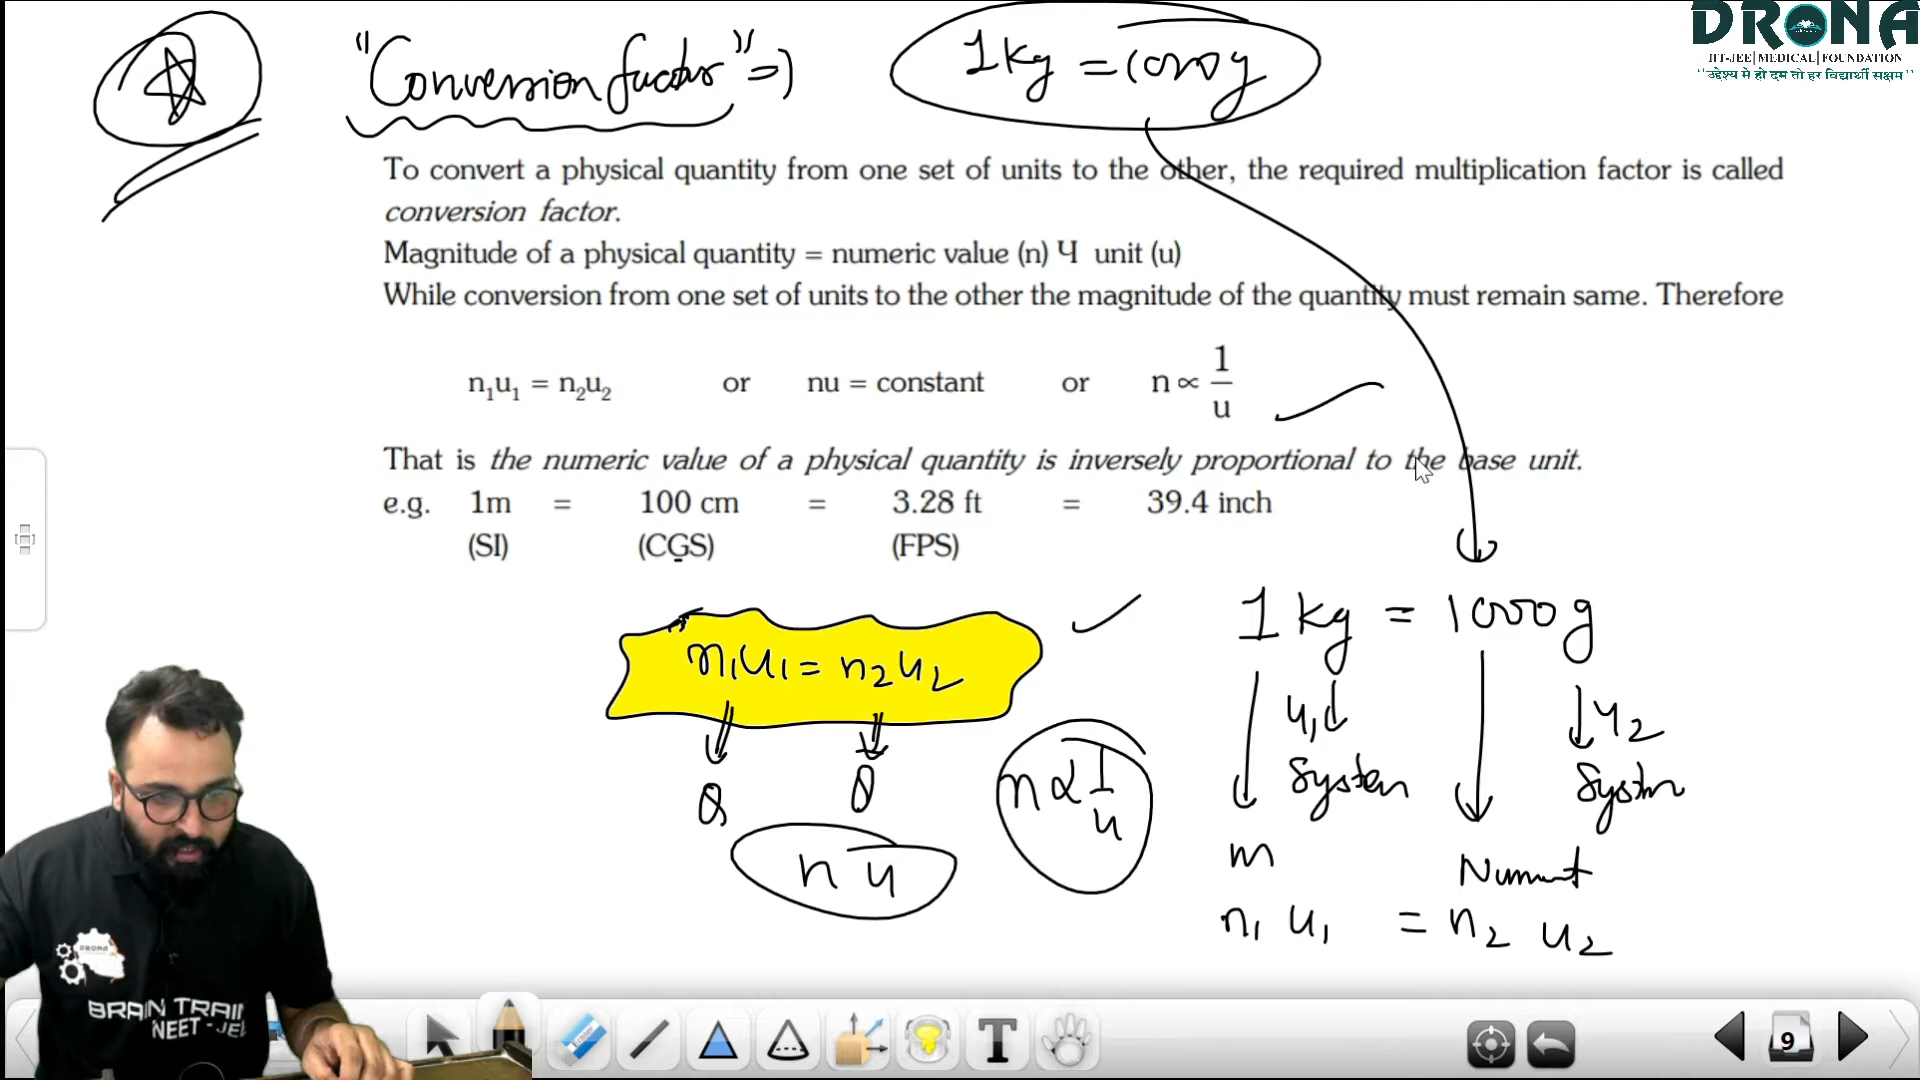 "Conversion factor" ⇒ 1 kg = 1000 g
DRONA
IIT-JEE | MEDICAL | FOUNDATION
"उद्देश्य मे हो दम तो हर विद्यार्थी सक्षम"
To convert a physical quantity from one set of units to the other, the required multiplication factor is called
conversion factor.
Magnitude of a physical quantity = numeric value (n) Ч unit (u)
While conversion from one set of units to the other the magnitude of the quantity must remain same. Therefore
n₁u₁ = n₂u₂ or nu = constant or n ∝ 1/u
That is the numeric value of a physical quantity is inversely proportional to the base unit.
e.g. 1m = 100 cm = 3.28 ft = 39.4 inch
(SI) (CGS) (FPS)
n₁u₁ = n₂u₂
Q Q
n u
n ∝ 1/u
1 kg = 1000 g
u₁ u₂
System System
n₁ u₁ = n₂ u₂
DRONA
BRAIN TRAI
NEET - JEE
T
9